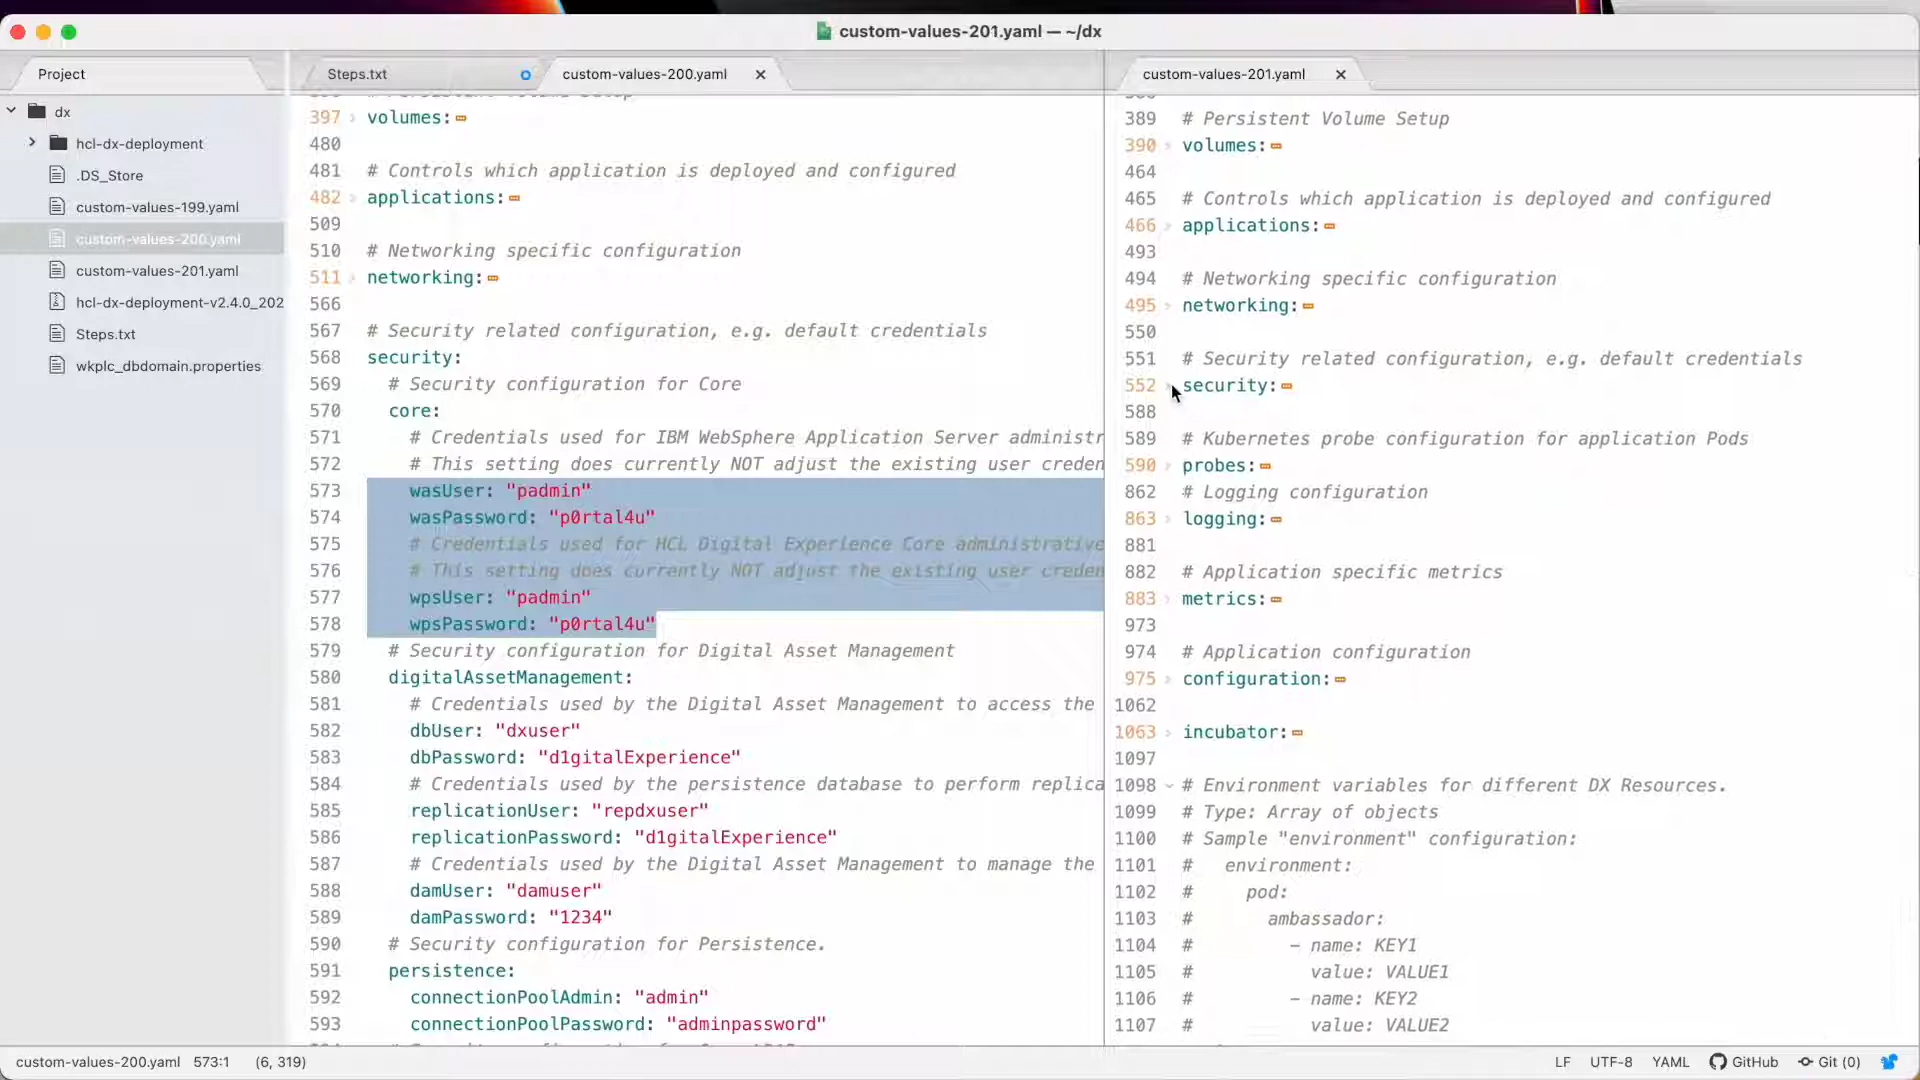 custom-values-201.yaml — ~/dx
Project
Steps.txt
custom-values-200.yaml
custom-values-201.yaml
dx
hcl-dx-deployment
.DS_Store
custom-values-199.yaml
custom-values-200.yaml
custom-values-201.yaml
hcl-dx-deployment-v2.4.0_202
Steps.txt
wkplc_dbdomain.properties
397 volumes:
480
481 # Controls which application is deployed and configured
482 applications:
509
510 # Networking specific configuration
511 networking:
566
567 # Security related configuration, e.g. default credentials
568 security:
569 # Security configuration for Core
570 core:
571 # Credentials used for IBM WebSphere Application Server administr
572 # This setting does currently NOT adjust the existing user creden
573 wasUser: "padmin"
574 wasPassword: "p0rtal4u"
575 # Credentials used for HCL Digital Experience Core administrative
576 # This setting does currently NOT adjust the existing user creden
577 wpsUser: "padmin"
578 wpsPassword: "p0rtal4u"
579 # Security configuration for Digital Asset Management
580 digitalAssetManagement:
581 # Credentials used by the Digital Asset Management to access the
582 dbUser: "dxuser"
583 dbPassword: "d1gitalExperience"
584 # Credentials used by the persistence database to perform replica
585 replicationUser: "repdxuser"
586 replicationPassword: "d1gitalExperience"
587 # Credentials used by the Digital Asset Management to manage the
588 damUser: "damuser"
589 damPassword: "1234"
590 # Security configuration for Persistence.
591 persistence:
592 connectionPoolAdmin: "admin"
593 connectionPoolPassword: "adminpassword"
389 # Persistent Volume Setup
390 volumes:
464
465 # Controls which application is deployed and configured
466 applications:
493
494 # Networking specific configuration
495 networking:
550
551 # Security related configuration, e.g. default credentials
552 security:
588
589 # Kubernetes probe configuration for application Pods
590 probes:
862 # Logging configuration
863 logging:
881
882 # Application specific metrics
883 metrics:
973
974 # Application configuration
975 configuration:
1062
1063 incubator:
1097
1098 # Environment variables for different DX Resources.
1099 # Type: Array of objects
1100 # Sample "environment" configuration:
1101 # environment:
1102 # pod:
1103 # ambassador:
1104 # - name: KEY1
1105 # value: VALUE1
1106 # - name: KEY2
1107 # value: VALUE2
custom-values-200.yaml 573:1 (6, 319)
LF UTF-8 YAML GitHub Git (0)